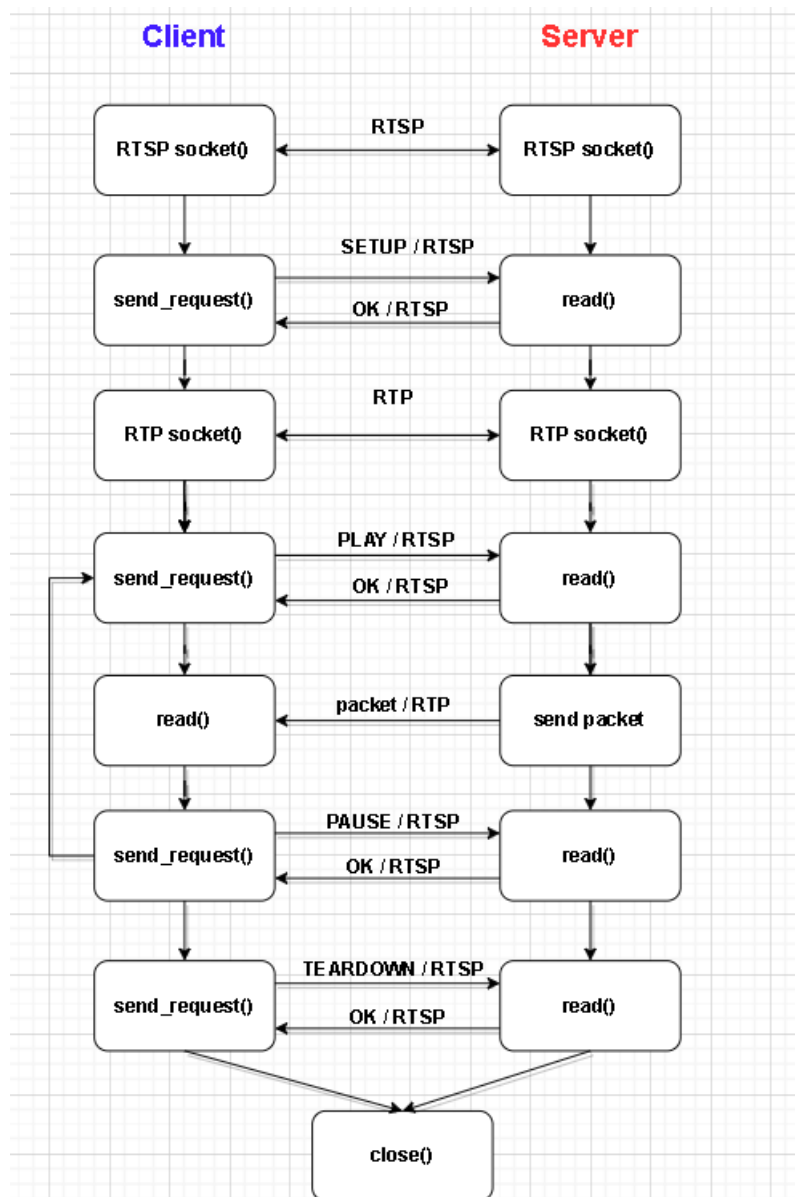 Client
Server
RTSP
RTSP socket()
RTSP socket()
SETUP / RTSP
send_request()
OK / RTSP
read()
RTP
RTP socket()
RTP socket()
PLAY / RTSP
send_request()
OK / RTSP
read()
read()
packet / RTP
send packet
PAUSE / RTSP
send_request()
OK / RTSP
read()
TEARDOWN / RTSP
send_request()
OK / RTSP
read()
close()